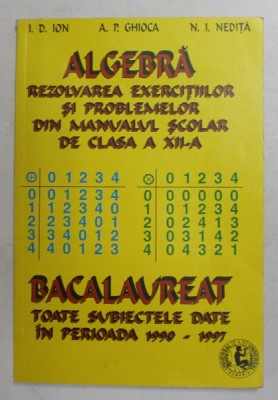 I. D. ION A. P. GHIOCA N. I. NEDIȚĂ
ALGEBRĂ
REZOLVAREA EXERCIȚIILOR
ȘI PROBLEMELOR
DIN MANUALUL ȘCOLAR
DE CLASA A XII-A
⊕ 0 1 2 3 4 ⊗ 0 1 2 3 4
0 0 1 2 3 4 0 0 0 0 0 0
1 1 2 3 4 0 1 0 1 2 3 4
2 2 3 4 0 1 2 0 2 4 1 3
3 3 4 0 1 2 3 0 3 1 4 2
4 4 0 1 2 3 4 0 4 3 2 1
BACALAUREAT
TOATE SUBIECTELE DATE
ÎN PERIOADA 1990 - 1997